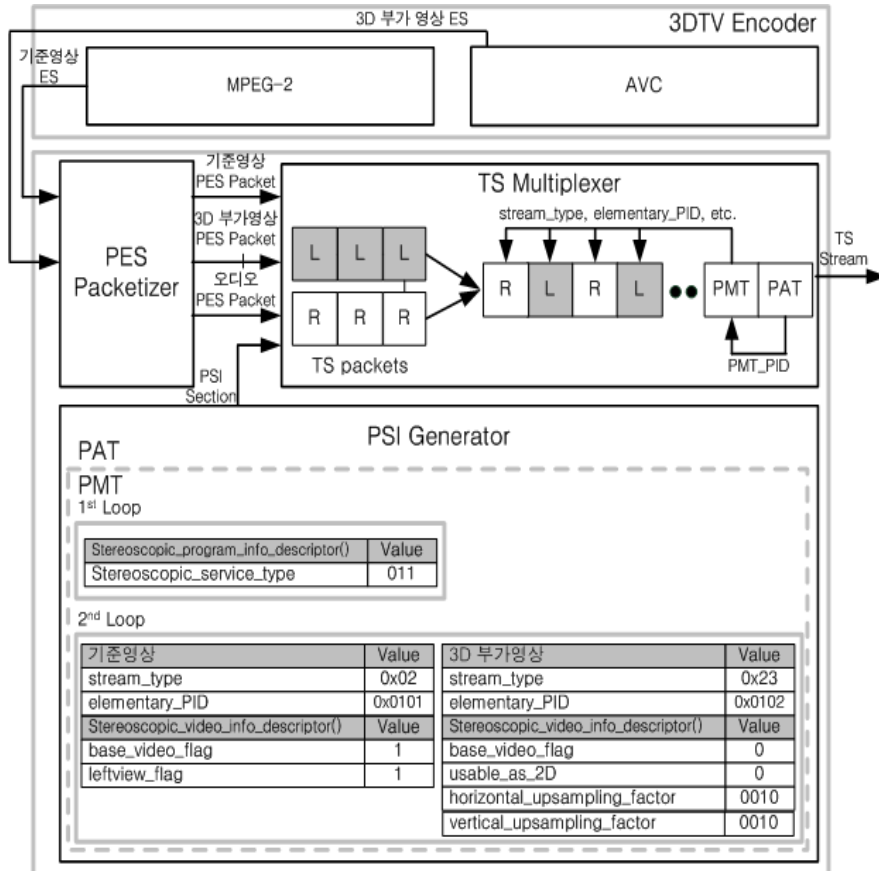 3D 부가 영상 ES
3DTV Encoder
기준영상
ES
MPEG-2
AVC
기준영상
PES Packet
3D 부가영상
PES Packet
오디오
PES Packet
PES
Packetizer
PSI
Section
TS Multiplexer
stream_type, elementary_PID, etc.
L L L
R R R
TS packets
R L R L PMT PAT
PMT_PID
TS
Stream
PSI Generator
PAT
PMT
1st Loop
Stereoscopic_program_info_descriptor() Value
Stereoscopic_service_type 011
2nd Loop
기준영상 Value
stream_type 0x02
elementary_PID 0x0101
Stereoscopic_video_info_descriptor() Value
base_video_flag 1
leftview_flag 1
3D 부가영상 Value
stream_type 0x23
elementary_PID 0x0102
Stereoscopic_video_info_descriptor() Value
base_video_flag 0
usable_as_2D 0
horizontal_upsampling_factor 0010
vertical_upsampling_factor 0010